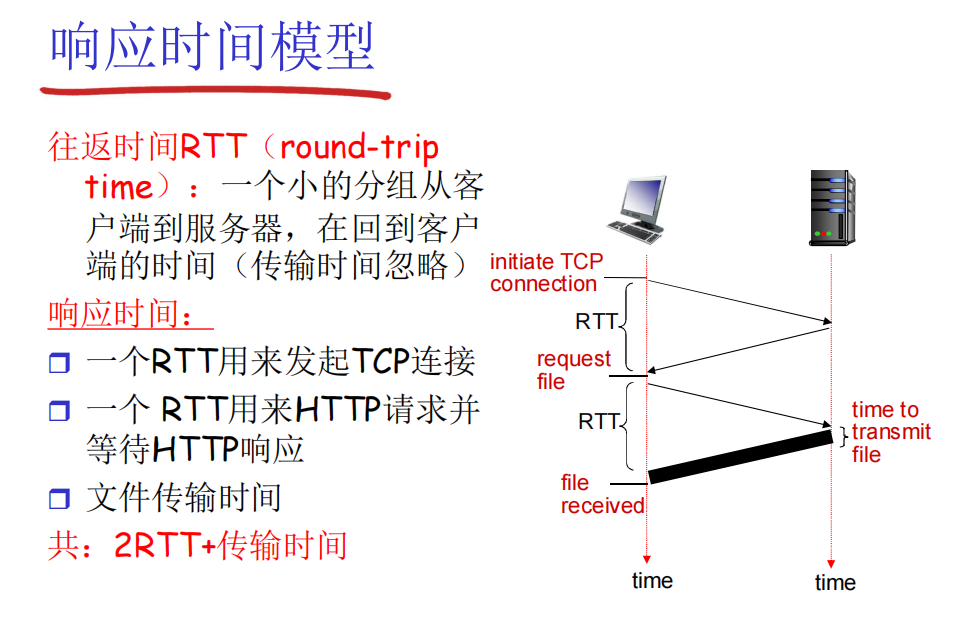 响应时间模型
往返时间RTT（round-trip
time）：一个小的分组从客
户端到服务器，在回到客户
端的时间（传输时间忽略）
响应时间：
一个RTT用来发起TCP连接
一个 RTT用来HTTP请求并
等待HTTP响应
文件传输时间
共：2RTT+传输时间
initiate TCP
connection
RTT
request
file
RTT
file
received
time to
transmit
file
time
time